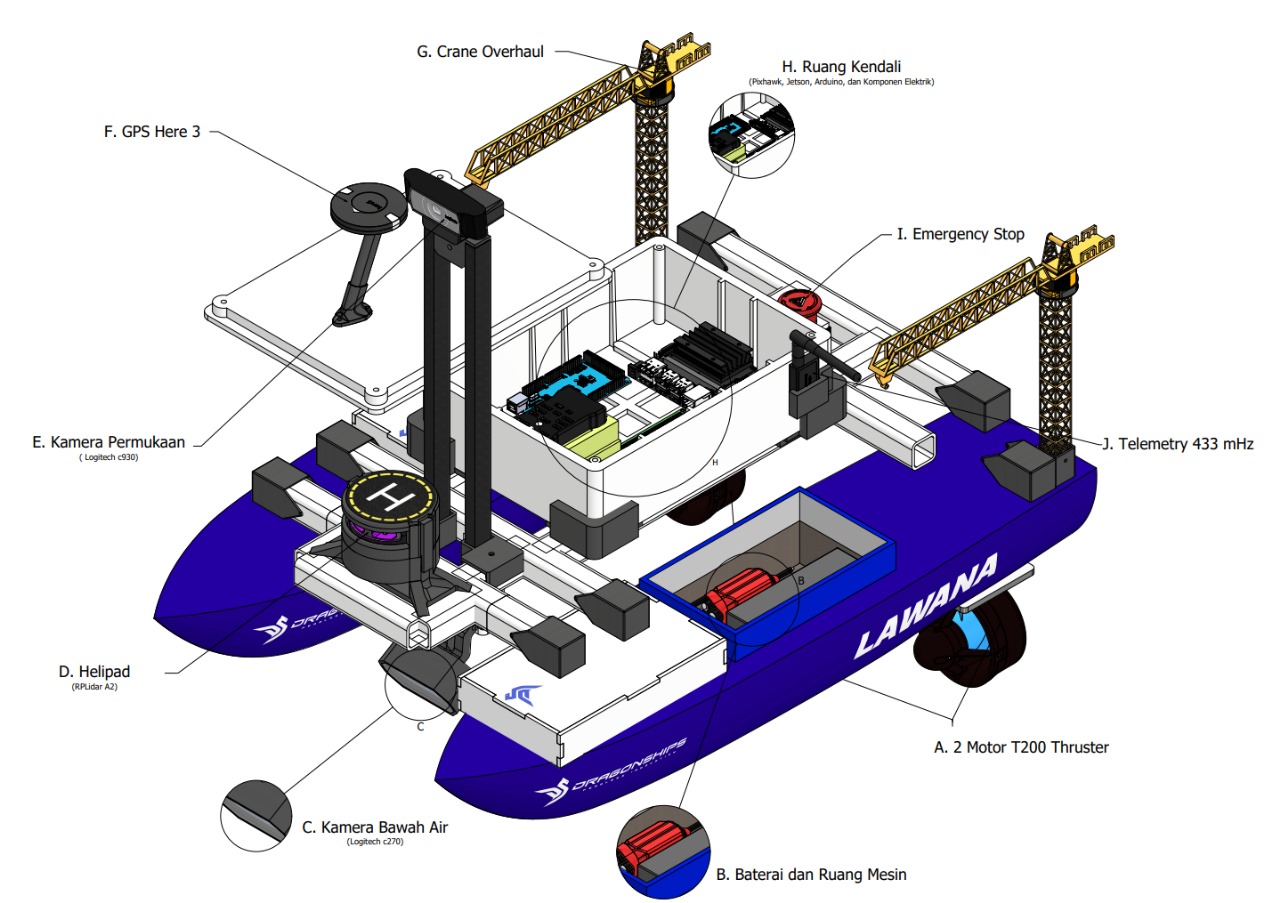 G. Crane Overhaul
H. Ruang Kendali
(Pixhawk, Jetson, Arduino, dan Komponen Elektrik)
F. GPS Here 3
I. Emergency Stop
E. Kamera Permukaan
( Logitech c930)
J. Telemetry 433 mHz
H
H
B
LAWANA
D. Helipad
(RPLidar A2)
C
A. 2 Motor T200 Thruster
DRAGONSHIPS
C. Kamera Bawah Air
(Logitech c270)
B. Baterai dan Ruang Mesin